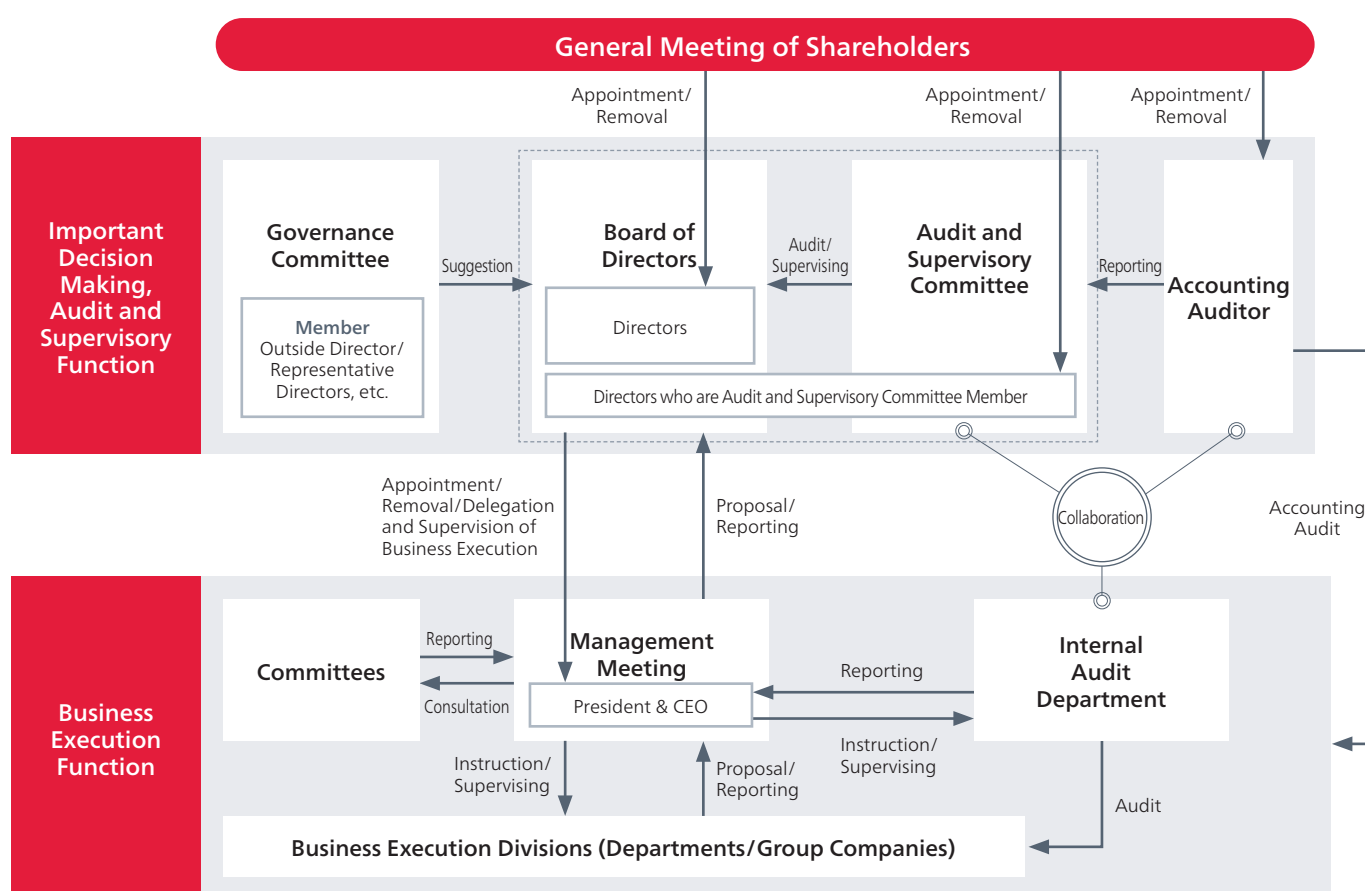 General Meeting of Shareholders
Appointment/
Removal
Appointment/
Removal
Appointment/
Removal
Important
Decision
Making,
Audit and
Supervisory
Function
Governance
Committee
Member
Outside Director/
Representative
Directors, etc.
Suggestion
Board of
Directors
Directors
Audit/
Supervising
Audit and
Supervisory
Committee
Directors who are Audit and Supervisory Committee Member
Reporting
Accounting
Auditor
Appointment/
Removal/Delegation
and Supervision of
Business Execution
Proposal/
Reporting
Collaboration
Accounting
Audit
Business
Execution
Function
Committees
Reporting
Consultation
Management
Meeting
President & CEO
Reporting
Instruction/
Supervising
Internal
Audit
Department
Instruction/
Supervising
Proposal/
Reporting
Audit
Business Execution Divisions (Departments/Group Companies)